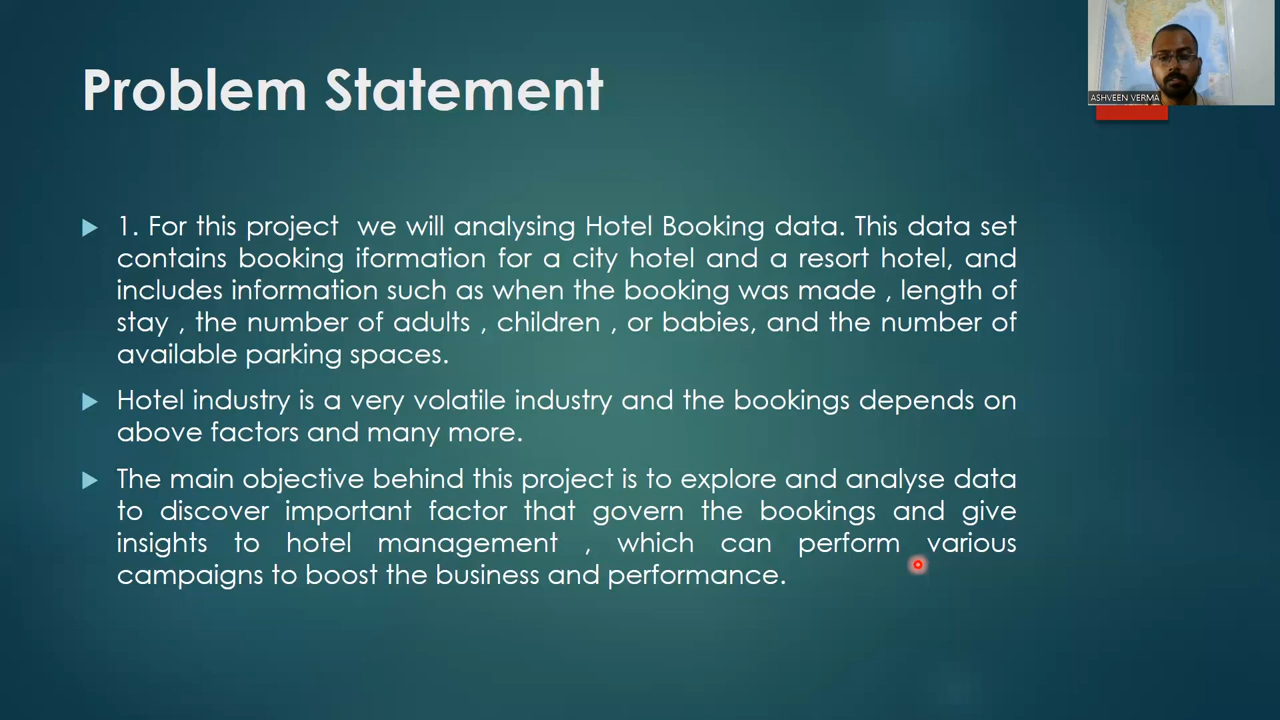 Problem Statement
ASHVEEN VERMA
1. For this project we will analysing Hotel Booking data. This data set
contains booking iformation for a city hotel and a resort hotel, and
includes information such as when the booking was made , length of
stay , the number of adults , children , or babies, and the number of
available parking spaces.
Hotel industry is a very volatile industry and the bookings depends on
above factors and many more.
The main objective behind this project is to explore and analyse data
to discover important factor that govern the bookings and give
insights to hotel management , which can perform various
campaigns to boost the business and performance.